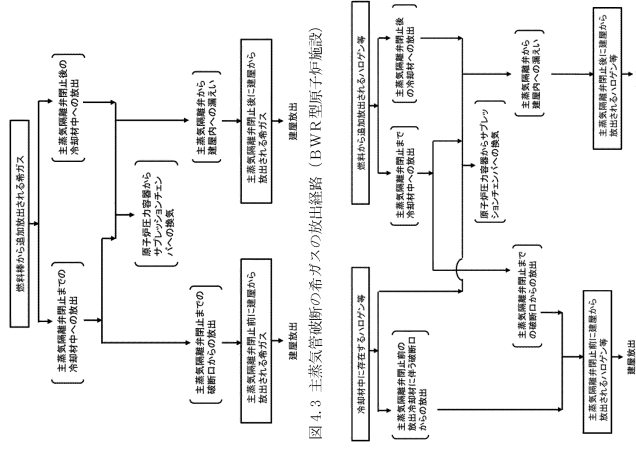 燃料棒から追加放出される希ガス
主蒸気隔離弁閉止までの
冷却材中への放出
主蒸気隔離弁閉止後の
冷却材中への放出
原子炉圧力容器から
サプレッションチェン
バへの換気
主蒸気隔離弁閉止までの
破断口からの放出
主蒸気隔離弁から
建屋内への漏えい
主蒸気隔離弁閉止前に建屋から
放出される希ガス
主蒸気隔離弁閉止後に建屋から
放出される希ガス
建屋放出
建屋放出
図4.3 主蒸気管破断の希ガスの放出経路（BWR型原子炉施設）
冷却材中に存在するハロゲン等
燃料から追加放出されるハロゲン等
主蒸気隔離弁閉止前の
放出冷却材に伴う破断口
からの放出
主蒸気隔離弁閉止まで
の冷却材中への放出
主蒸気隔離弁閉止後
の冷却材中への放出
原子炉圧力容器からサプレッ
ションチェンバへの換気
主蒸気隔離弁閉止まで
の破断口からの放出
主蒸気隔離弁から
建屋内への漏えい
主蒸気隔離弁閉止前に建屋から
放出されるハロゲン等
主蒸気隔離弁閉止後に建屋から
放出されるハロゲン等
建屋放出